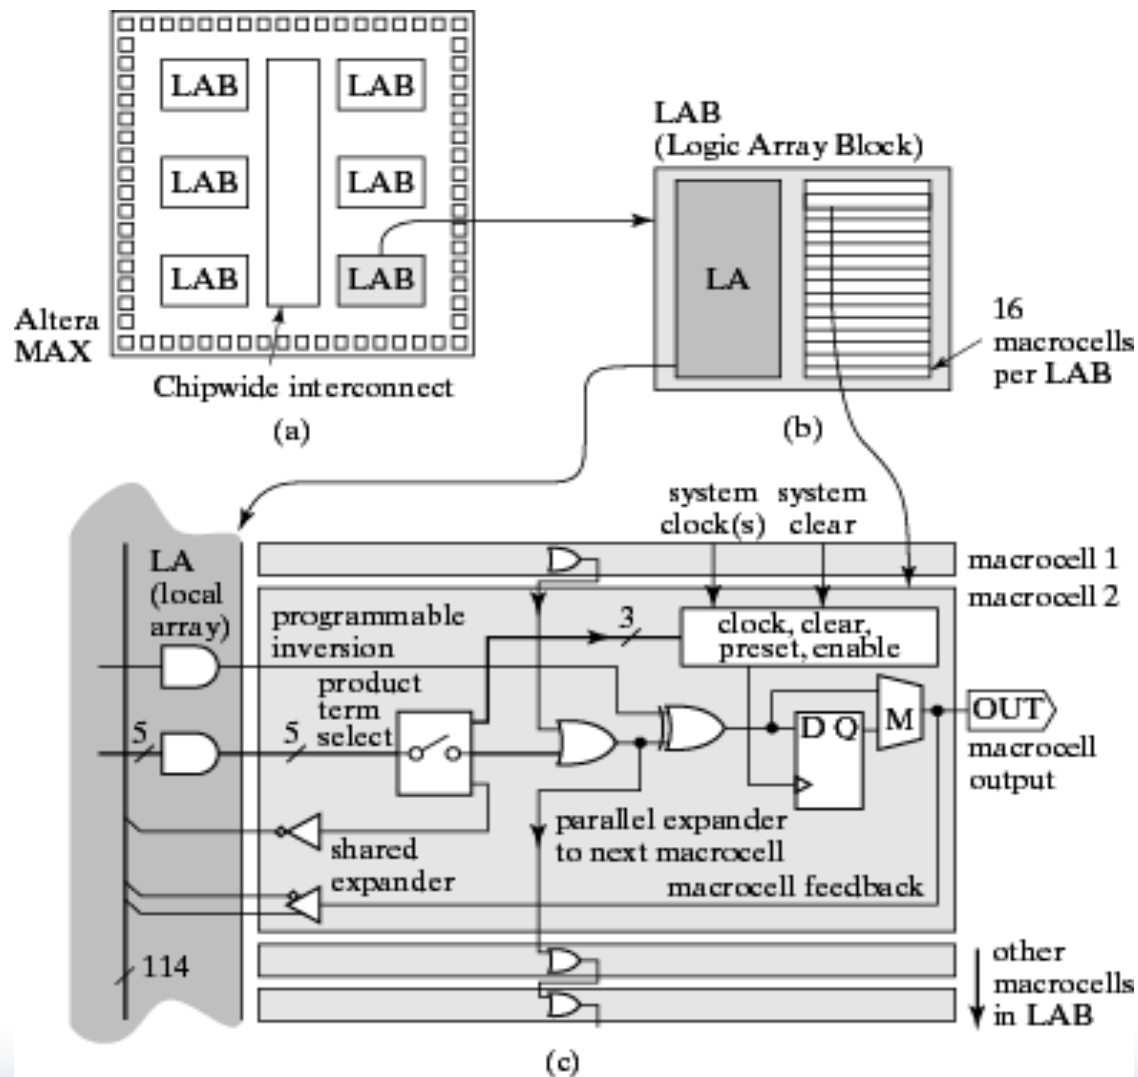 LAB
LAB
LAB
LAB
LAB
LAB
Altera
MAX
Chipwide interconnect
(a)
LAB
(Logic Array Block)
LA
16
macrocells
per LAB
(b)
system
clock(s)
system
clear
LA
(local
array)
macrocell 1
macrocell 2
programmable
inversion
3
clock, clear,
preset, enable
product
term
select
5
5
M
OUT
D Q
macrocell
output
parallel expander
to next macrocell
shared
expander
macrocell feedback
114
other
macrocells
in LAB
(c)